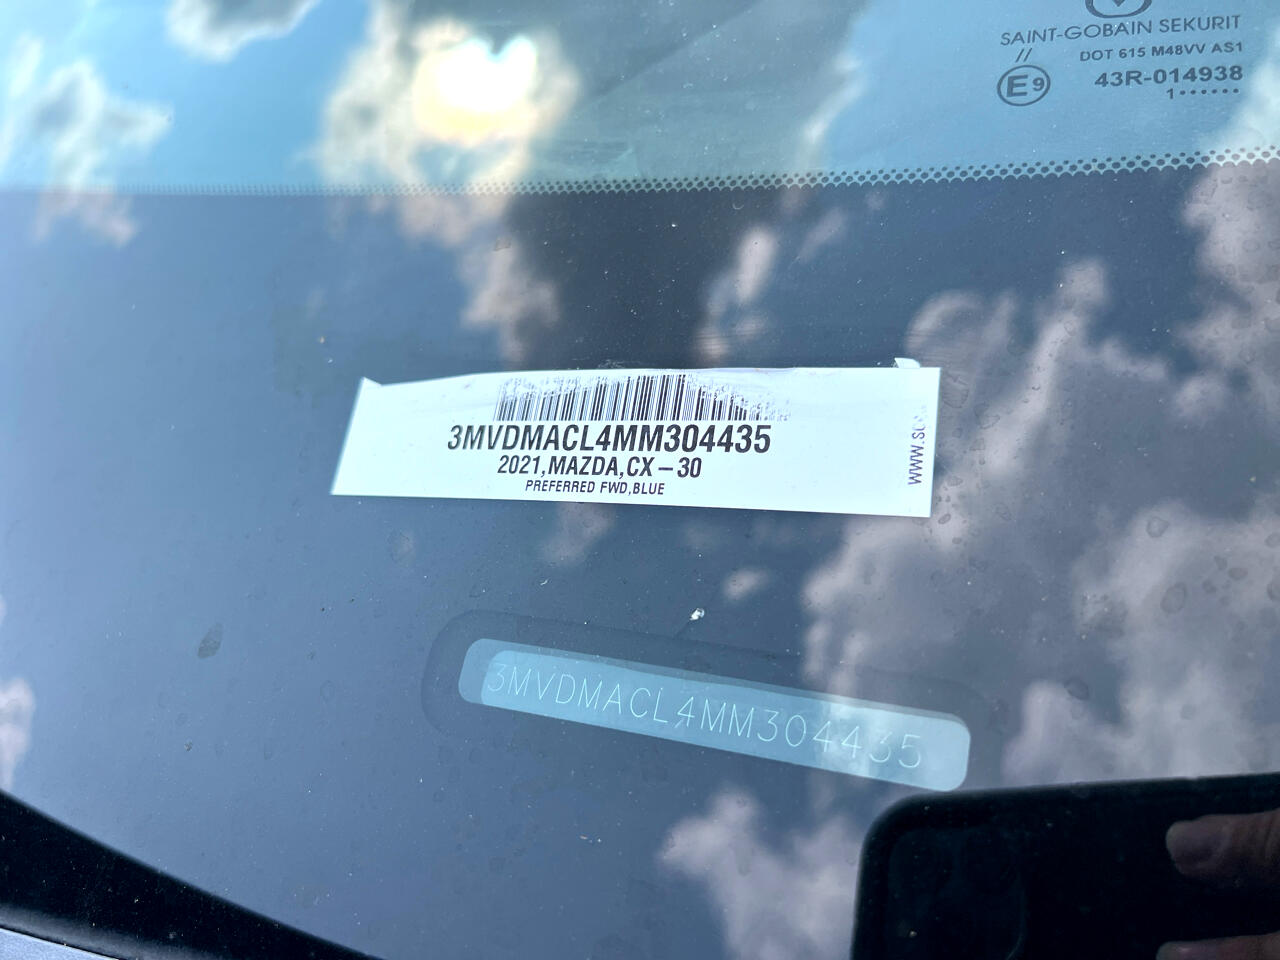 SAINT-GOBAIN SEKURIT
DOT 615 M48VV AS1
//
E9
43R-014938
1••••••
3MVDMACL4MM304435
2021,MAZDA,CX-30
PREFERRED FWD,BLUE
3MVDMACL4MM304435